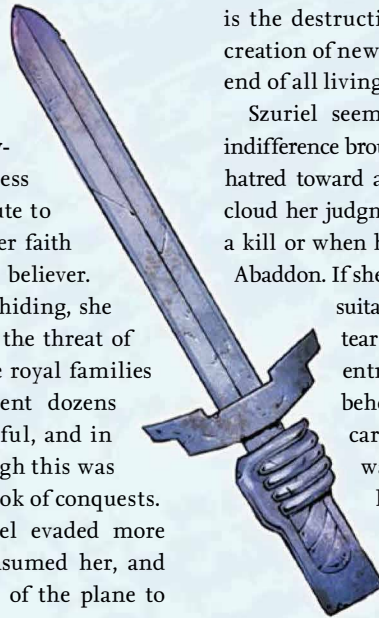 y-
ess
ute to
er faith
believer.
hiding, she
the threat of
e royal families
ent dozens
ful, and in
gh this was
ok of conquests.
el evaded more
sumed her, and
of the plane to
is the destructi
creation of new
end of all living
Szuriel seem
indifference brou
hatred toward a
cloud her judgm
a kill or when h
Abaddon. If she
suita
tear
entr
beho
car
w